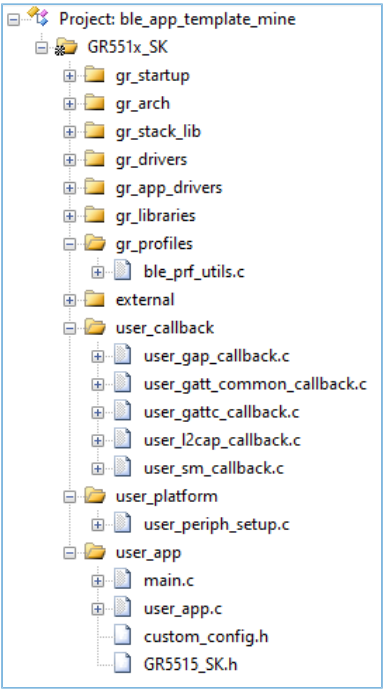 Project: ble_app_template_mine
GR551x_SK
gr_startup
gr_arch
gr_stack_lib
gr_drivers
gr_app_drivers
gr_libraries
gr_profiles
ble_prf_utils.c
external
user_callback
user_gap_callback.c
user_gatt_common_callback.c
user_gattc_callback.c
user_l2cap_callback.c
user_sm_callback.c
user_platform
user_periph_setup.c
user_app
main.c
user_app.c
custom_config.h
GR5515_SK.h